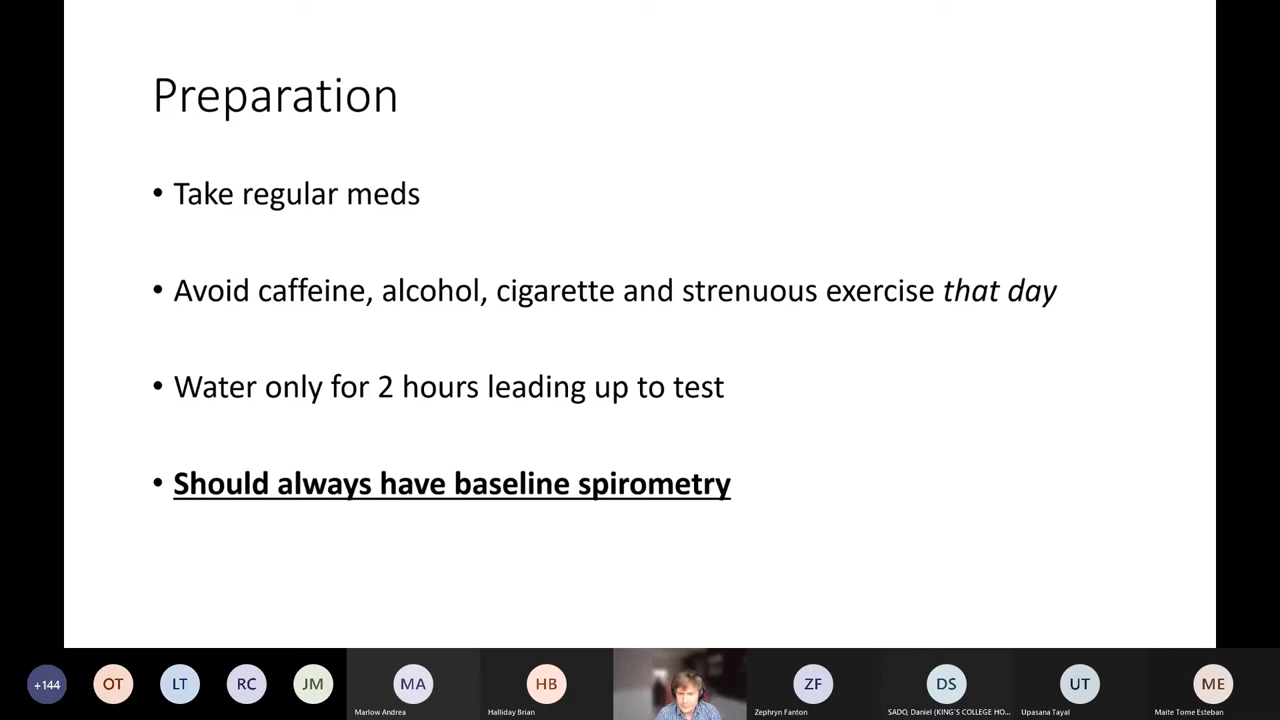 Preparation
• Take regular meds
• Avoid caffeine, alcohol, cigarette and strenuous exercise that day
• Water only for 2 hours leading up to test
• Should always have baseline spirometry
+144
OT
LT
RC
JM
MA
HB
ZF
DS
UT
ME
Marlow Andrea
Halliday Brian
Zephryn Fanton
SADO, Daniel (KING'S COLLEGE HO...
Upasana Tayal
Maite Tome Esteban